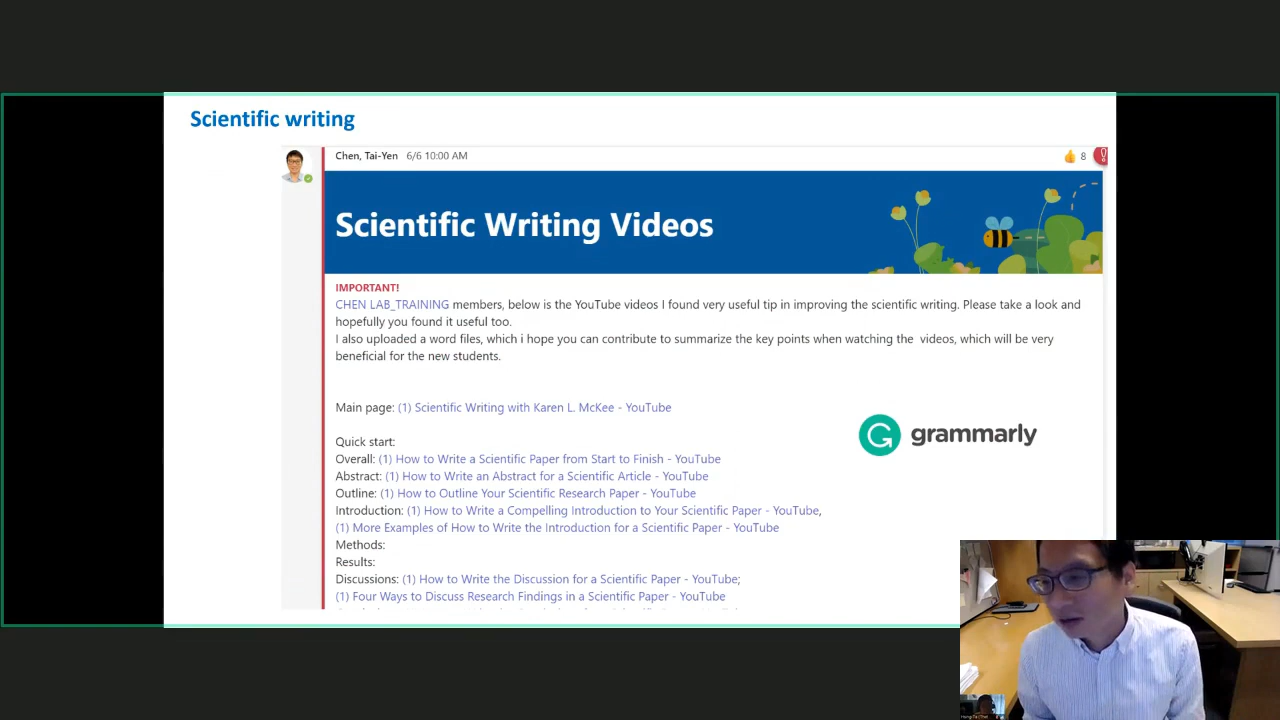 Scientific writing
Chen, Tai-Yen 6/6 10:00 AM
8
Scientific Writing Videos
IMPORTANT!
CHEN LAB_TRAINING members, below is the YouTube videos I found very useful tip in improving the scientific writing. Please take a look and
hopefully you found it useful too.
I also uploaded a word files, which i hope you can contribute to summarize the key points when watching the videos, which will be very
beneficial for the new students.
Main page: (1) Scientific Writing with Karen L. McKee - YouTube
grammarly
Quick start:
Overall: (1) How to Write a Scientific Paper from Start to Finish - YouTube
Abstract: (1) How to Write an Abstract for a Scientific Article - YouTube
Outline: (1) How to Outline Your Scientific Research Paper - YouTube
Introduction: (1) How to Write a Compelling Introduction to Your Scientific Paper - YouTube,
(1) More Examples of How to Write the Introduction for a Scientific Paper - YouTube
Methods:
Results:
Discussions: (1) How to Write the Discussion for a Scientific Paper - YouTube;
(1) Four Ways to Discuss Research Findings in a Scientific Paper - YouTube